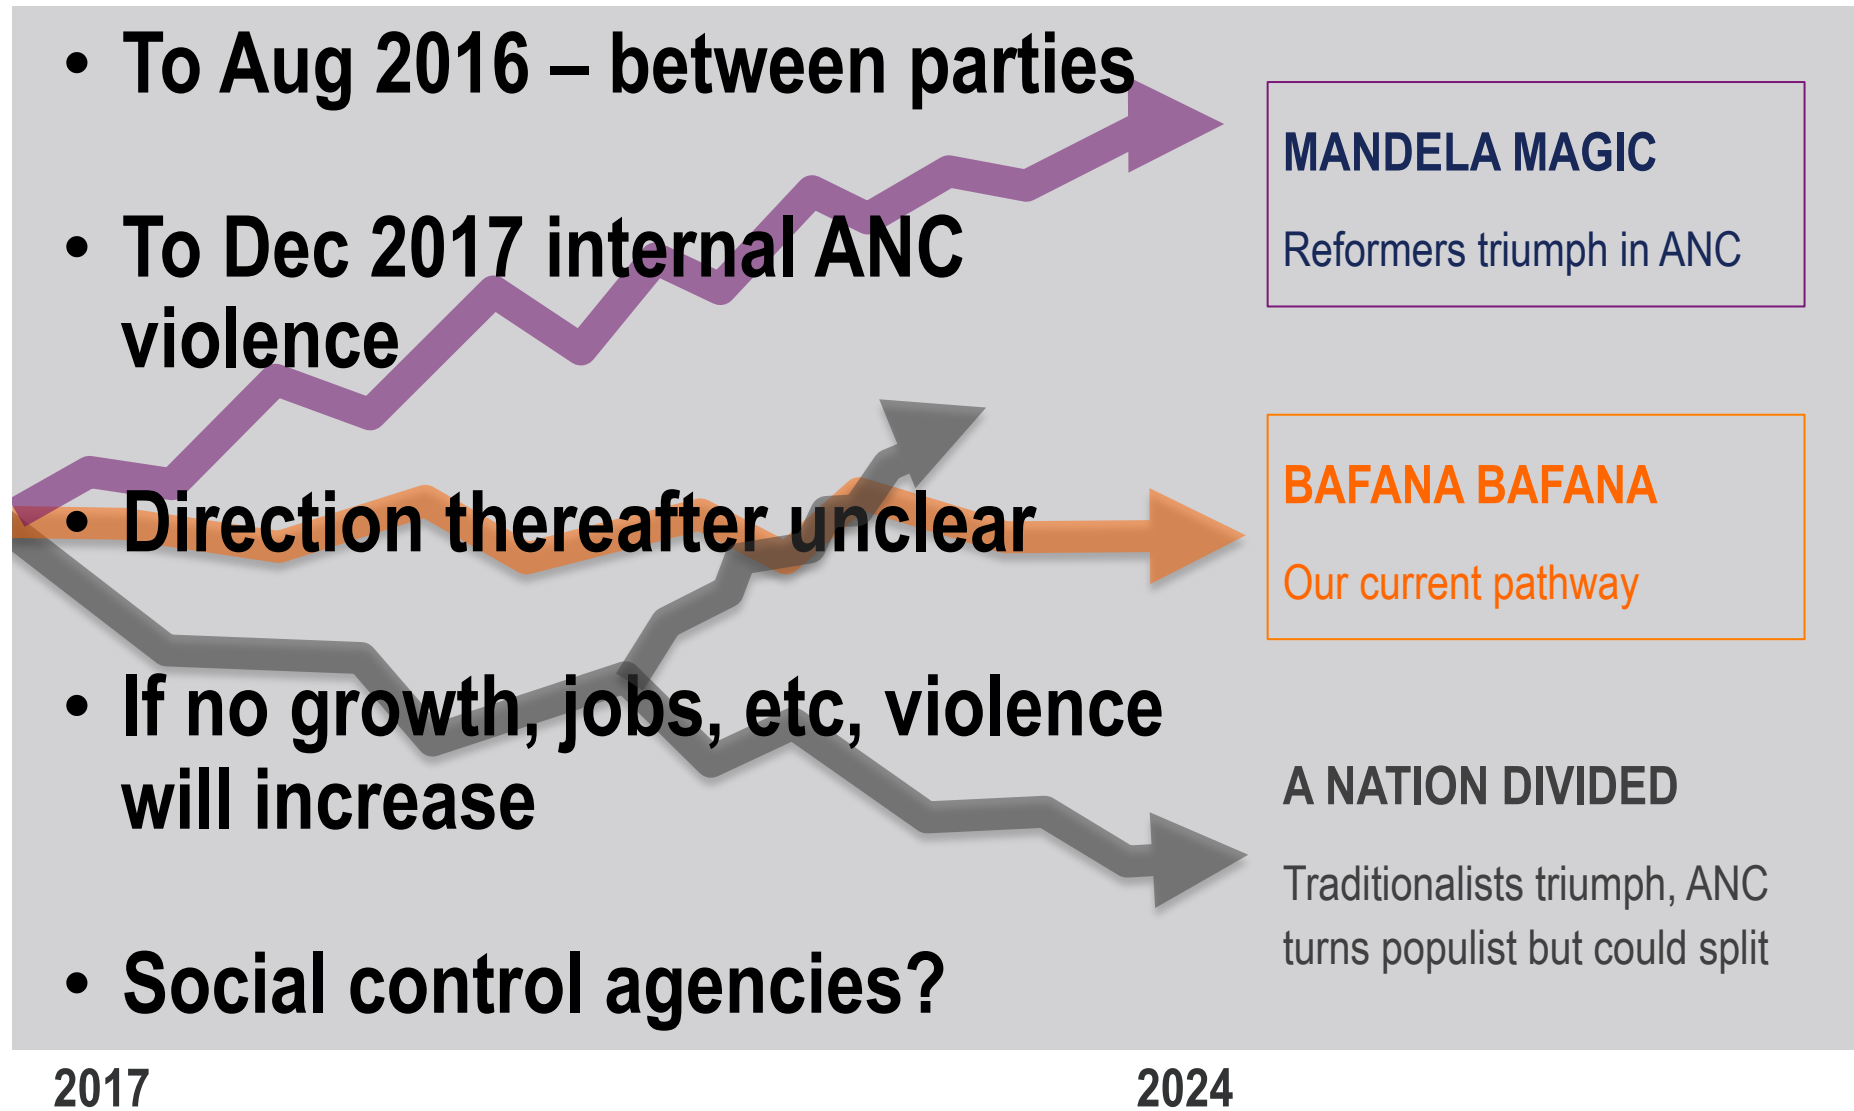 • To Aug 2016 – between parties
• To Dec 2017 internal ANC
violence
• Direction thereafter unclear
• If no growth, jobs, etc, violence
will increase
• Social control agencies?
MANDELA MAGIC
Reformers triumph in ANC
BAFANA BAFANA
Our current pathway
A NATION DIVIDED
Traditionalists triumph, ANC
turns populist but could split
2017
2024